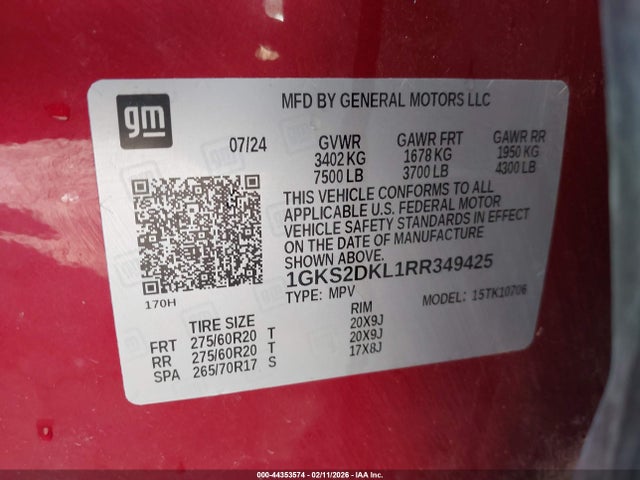 gm
MFD BY GENERAL MOTORS LLC
07/24 GVWR GAWR FRT GAWR RR
3402 KG 1678 KG 1950 KG
7500 LB 3700 LB 4300 LB
THIS VEHICLE CONFORMS TO ALL
APPLICABLE U.S. FEDERAL MOTOR
VEHICLE SAFETY STANDARDS IN EFFECT
ON THE DATE OF MANUFACTURE
SHOWN ABOVE.
1GKS2DKL1RR349425
170H TYPE: MPV MODEL: 15TK10706
TIRE SIZE RIM
FRT 275/60R20 T 20X9J
RR 275/60R20 T 20X9J
SPA 265/70R17 S 17X8J
000-44353574 - 02/11/2026 - IAA Inc.